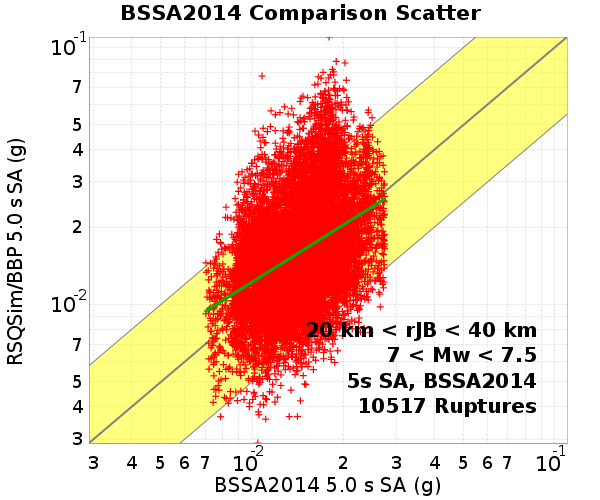 BSSA2014 Comparison Scatter
10-1
7
5
4
3
2
10-2
7
5
4
3
RSQSim/BBP 5.0 s SA (g)
20 km < rJB < 40 km
7 < Mw < 7.5
5s SA, BSSA2014
10517 Ruptures
3 4 5 6 7 10-2 2 3 4 5 6 7 10-1
BSSA2014 5.0 s SA (g)